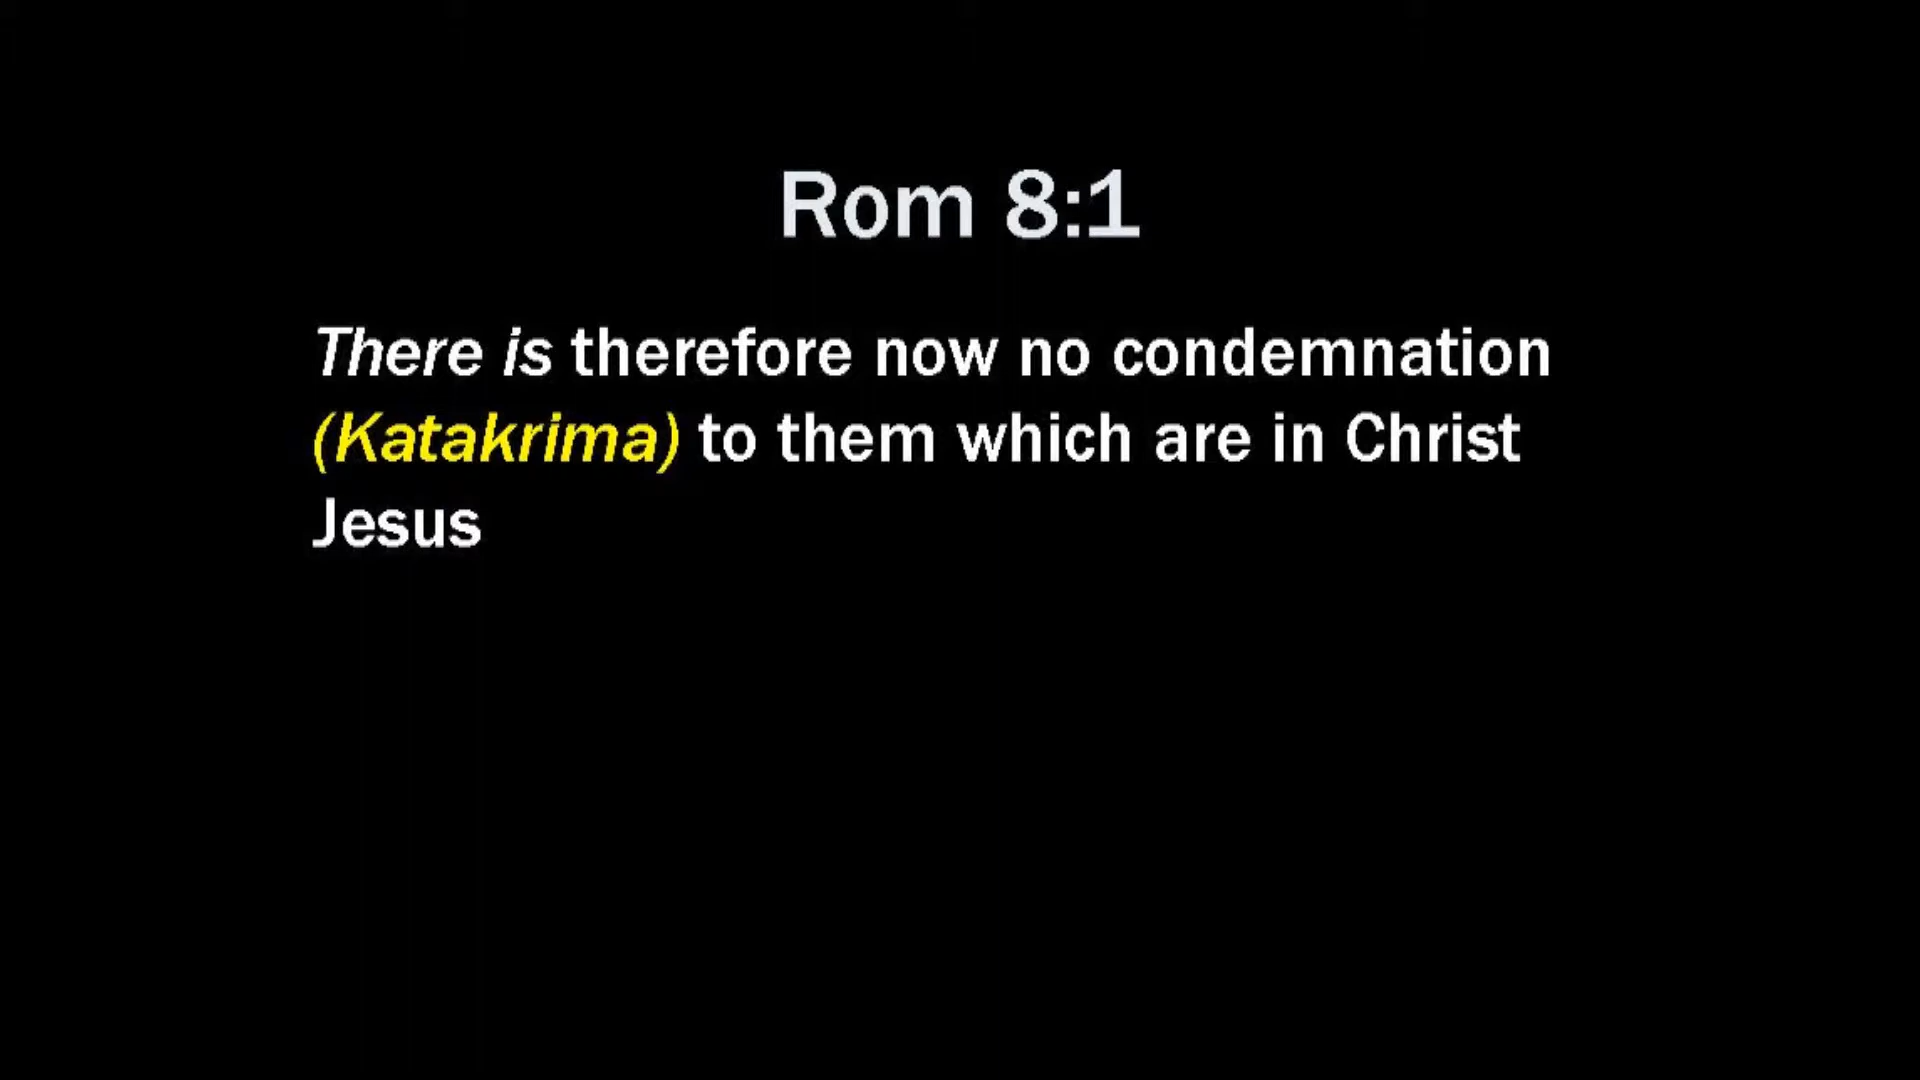 Rom 8:1
There is therefore now no condemnation
(Katakrima) to them which are in Christ
Jesus